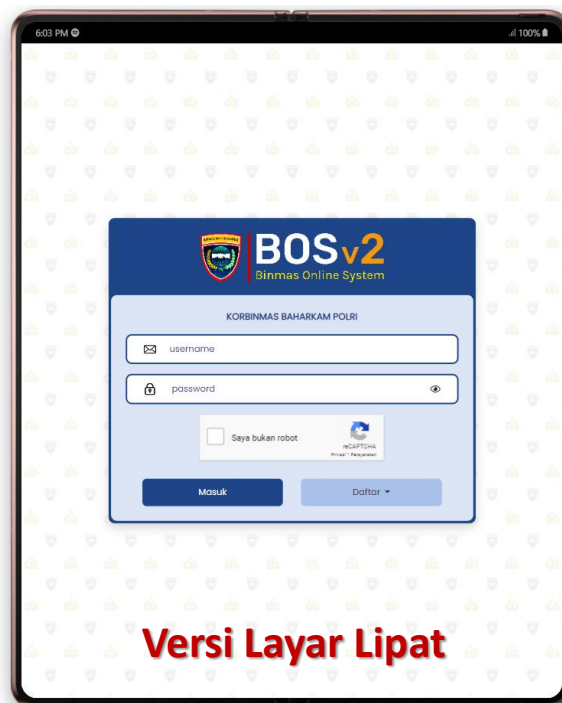 6:03 PM
100%
BOSv2
Binmas Online System
KORBINMAS BAHARKAM POLRI
username
password
Saya bukan robot
reCAPTCHA
Masuk
Daftar
Versi Layar Lipat